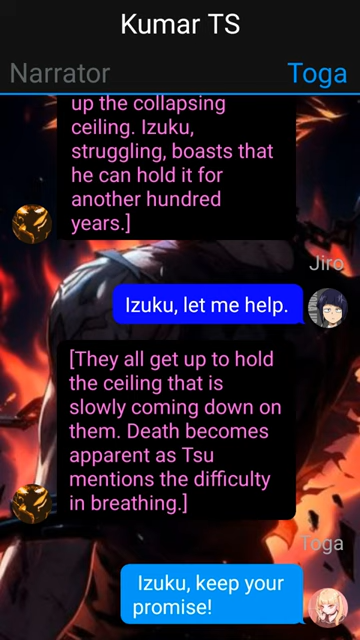 Kumar TS
Narrator
Toga
up the collapsing
ceiling. Izuku,
struggling, boasts that
he can hold it for
another hundred
years.]
Jiro
Izuku, let me help.
[They all get up to hold
the ceiling that is
slowly coming down on
them. Death becomes
apparent as Tsu
mentions the difficulty
in breathing.]
Toga
Izuku, keep your
promise!